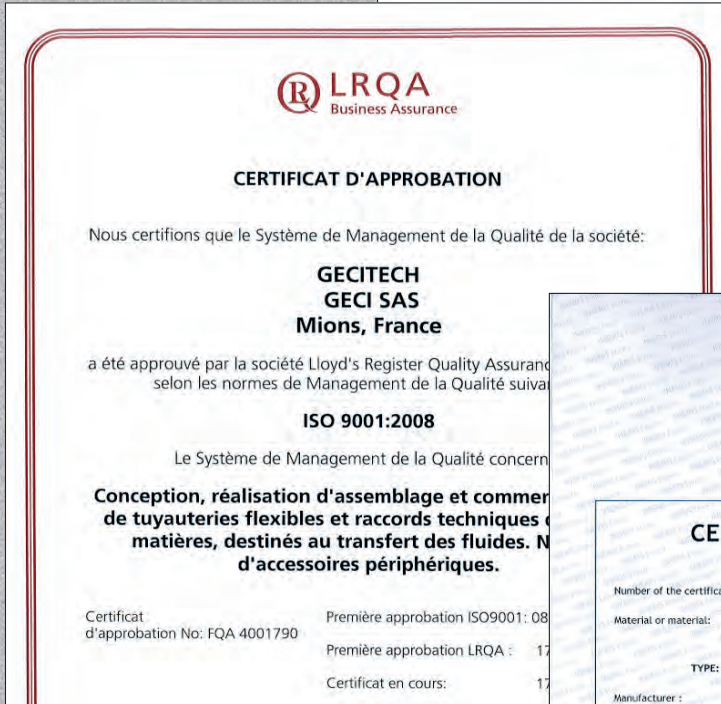 LRQA
Business Assurance
CERTIFICAT D'APPROBATION
Nous certifions que le Système de Management de la Qualité de la société:
GECITECH
GECI SAS
Mions, France
a été approuvé par la société Lloyd's Register Quality Assuranc
selon les normes de Management de la Qualité suiva
ISO 9001:2008
Le Système de Management de la Qualité concern
Conception, réalisation d'assemblage et commer
de tuyauteries flexibles et raccords techniques
matières, destinés au transfert des fluides. N
d'accessoires périphériques.
Certificat
d'approbation No: FQA 4001790
Première approbation ISO9001: 08
Première approbation LRQA : 17
Certificat en cours: 17
CE
Number of the certifica
Material or material:
TYPE:
Manufacturer :